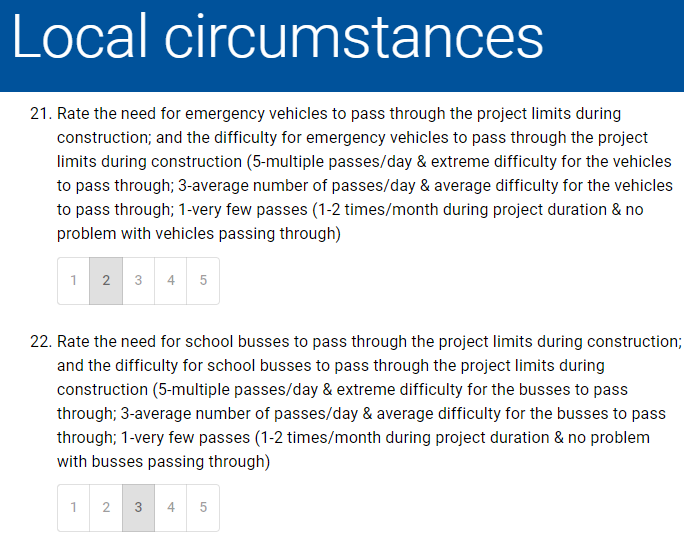 Local circumstances
21. Rate the need for emergency vehicles to pass through the project limits during
construction; and the difficulty for emergency vehicles to pass through the project
limits during construction (5-multiple passes/day & extreme difficulty for the vehicles
to pass through; 3-average number of passes/day & average difficulty for the vehicles
to pass through; 1-very few passes (1-2 times/month during project duration & no
problem with vehicles passing through)
1 2 3 4 5
22. Rate the need for school busses to pass through the project limits during construction;
and the difficulty for school busses to pass through the project limits during
construction (5-multiple passes/day & extreme difficulty for the busses to pass
through; 3-average number of passes/day & average difficulty for the busses to pass
through; 1-very few passes (1-2 times/month during project duration & no problem
with busses passing through)
1 2 3 4 5